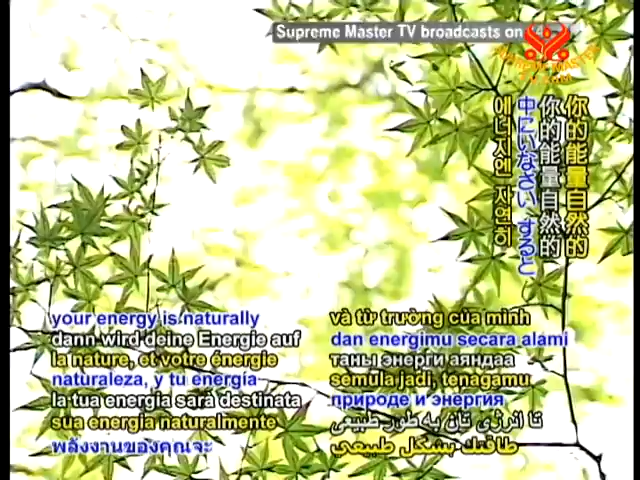 Supreme Master TV broadcasts on
你的能量自然的
你的能量自然的
中にいなさい すると
에너지엔 자연히
your energy is naturally
dann wird deine Energie auf
la nature, et votre énergie
naturaleza, y tu energía
la tua energia sarà destinata
sua energia naturalmente
พลังงานของคุณจะ
và từ trường của mình
dan energimu secara alami
таны энерги аяндаа
semula jadi, tenagamu
природе и энергия
تا انرژی تان به طور طبیعی
طاقتك بشكل طبيعي